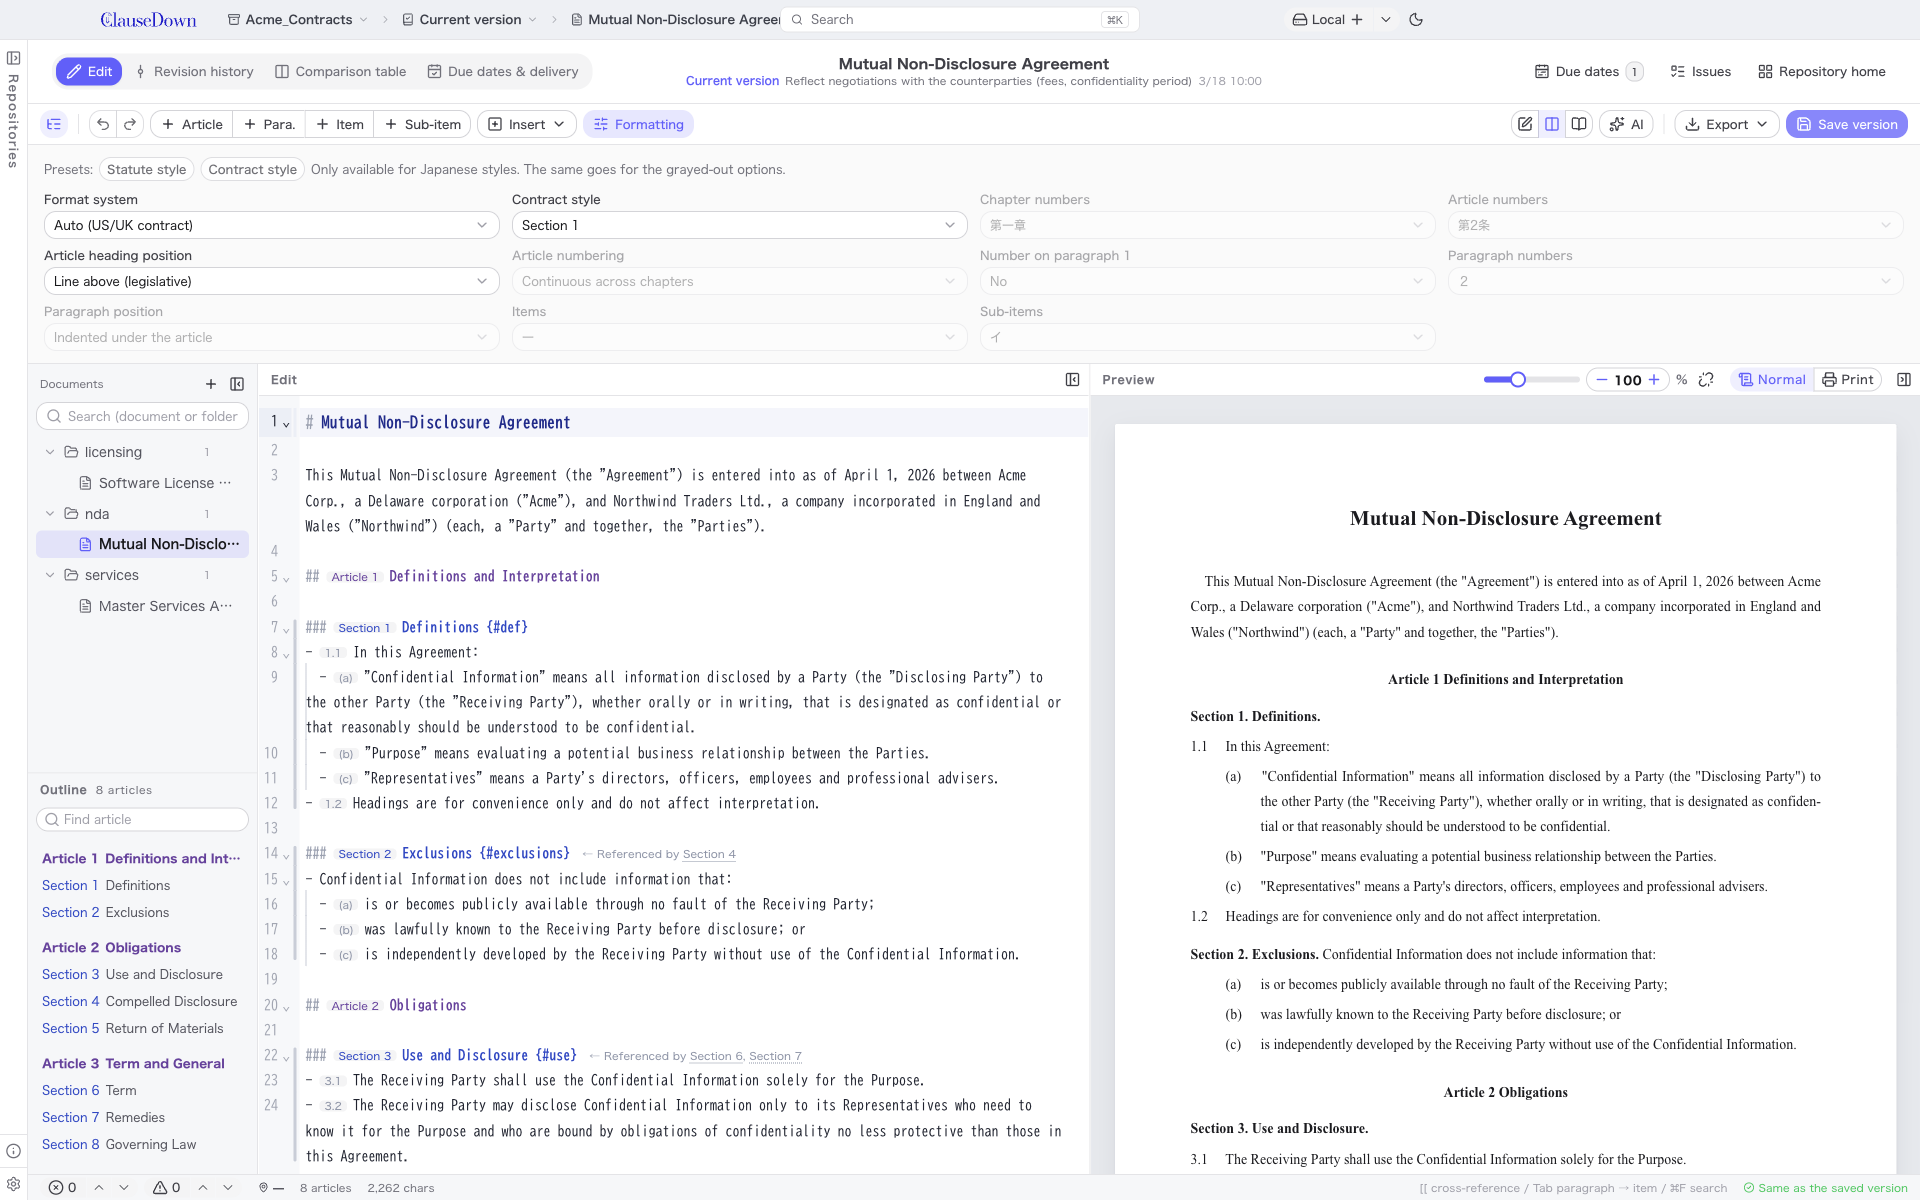 ClauseDown
Acme_Contracts
Current version
Mutual Non-Disclosure Agreer
Search
⌘K
Local
Repositories
Edit
Revision history
Comparison table
Due dates & delivery
Mutual Non-Disclosure Agreement
Current version Reflect negotiations with the counterparties (fees, confidentiality period) 3/18 10:00
Due dates 1
Issues
Repository home
+ Article
+ Para.
+ Item
+ Sub-item
Insert
Formatting
AI
Export
Save version
Presets: Statute style Contract style Only available for Japanese styles. The same goes for the grayed-out options.
Format system
Auto (US/UK contract)
Contract style
Section 1
Chapter numbers
第一章
Article numbers
第2条
Article heading position
Line above (legislative)
Article numbering
Continuous across chapters
Number on paragraph 1
No
Paragraph numbers
2
Paragraph position
Indented under the article
Items
一
Sub-items
イ
Documents
Search (document or folder
licensing 1
Software License ···
nda 1
Mutual Non-Disclo···
services 1
Master Services A···
Outline 8 articles
Find article
Article 1 Definitions and Int···
Section 1 Definitions
Section 2 Exclusions
Article 2 Obligations
Section 3 Use and Disclosure
Section 4 Compelled Disclosure
Section 5 Return of Materials
Article 3 Term and General
Section 6 Term
Section 7 Remedies
Section 8 Governing Law
Edit
1 # Mutual Non-Disclosure Agreement
2
3 This Mutual Non-Disclosure Agreement (the "Agreement") is entered into as of April 1, 2026 between Acme
Corp., a Delaware corporation ("Acme"), and Northwind Traders Ltd., a company incorporated in England and
Wales ("Northwind") (each, a "Party" and together, the "Parties").
4
5 ## Article 1 Definitions and Interpretation
6
7 ### Section 1 Definitions {#def}
8 - 1.1 In this Agreement:
9 - (a) "Confidential Information" means all information disclosed by a Party (the "Disclosing Party") to
the other Party (the "Receiving Party"), whether orally or in writing, that is designated as confidential or
that reasonably should be understood to be confidential.
10 - (b) "Purpose" means evaluating a potential business relationship between the Parties.
11 - (c) "Representatives" means a Party's directors, officers, employees and professional advisers.
12 - 1.2 Headings are for convenience only and do not affect interpretation.
13
14 ### Section 2 Exclusions {#exclusions} ← Referenced by Section 4
15 - Confidential Information does not include information that:
16 - (a) is or becomes publicly available through no fault of the Receiving Party;
17 - (b) was lawfully known to the Receiving Party before disclosure; or
18 - (c) is independently developed by the Receiving Party without use of the Confidential Information.
19
20 ## Article 2 Obligations
21
22 ### Section 3 Use and Disclosure {#use} ← Referenced by Section 6, Section 7
23 - 3.1 The Receiving Party shall use the Confidential Information solely for the Purpose.
24 - 3.2 The Receiving Party may disclose Confidential Information only to its Representatives who need to
know it for the Purpose and who are bound by obligations of confidentiality no less protective than those in
this Agreement.
Preview
− 100 + %
Normal
Print
Mutual Non-Disclosure Agreement
This Mutual Non-Disclosure Agreement (the "Agreement") is entered into as of April 1, 2026 between Acme
Corp., a Delaware corporation ("Acme"), and Northwind Traders Ltd., a company incorporated in England and
Wales ("Northwind") (each, a "Party" and together, the "Parties").
Article 1 Definitions and Interpretation
Section 1. Definitions.
1.1 In this Agreement:
(a) "Confidential Information" means all information disclosed by a Party (the "Disclosing Party") to
the other Party (the "Receiving Party"), whether orally or in writing, that is designated as confiden-
tial or that reasonably should be understood to be confidential.
(b) "Purpose" means evaluating a potential business relationship between the Parties.
(c) "Representatives" means a Party's directors, officers, employees and professional advisers.
1.2 Headings are for convenience only and do not affect interpretation.
Section 2. Exclusions. Confidential Information does not include information that:
(a) is or becomes publicly available through no fault of the Receiving Party;
(b) was lawfully known to the Receiving Party before disclosure; or
(c) is independently developed by the Receiving Party without use of the Confidential Information.
Article 2 Obligations
Section 3. Use and Disclosure.
3.1 The Receiving Party shall use the Confidential Information solely for the Purpose.
0
0
—
8 articles
2,262 chars
[[ cross-reference / Tab paragraph → item / ⌘F search
Same as the saved version